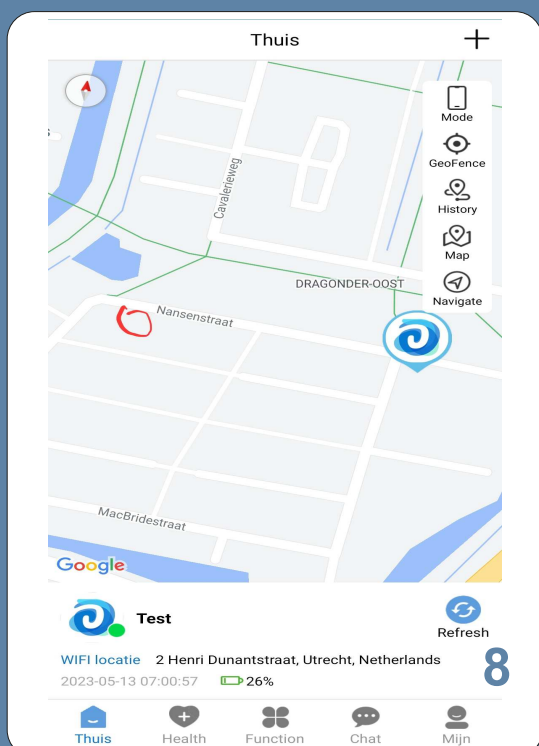 Thuis
Mode
GeoFence
Cavalerieweg
History
Map
DRAGONDER-OOST
Navigate
Nansenstraat
MacBridestraat
Google
Test
Refresh
WIFI locatie 2 Henri Dunantstraat, Utrecht, Netherlands
8
2023-05-13 07:00:57 26%
Thuis Health Function Chat Mijn